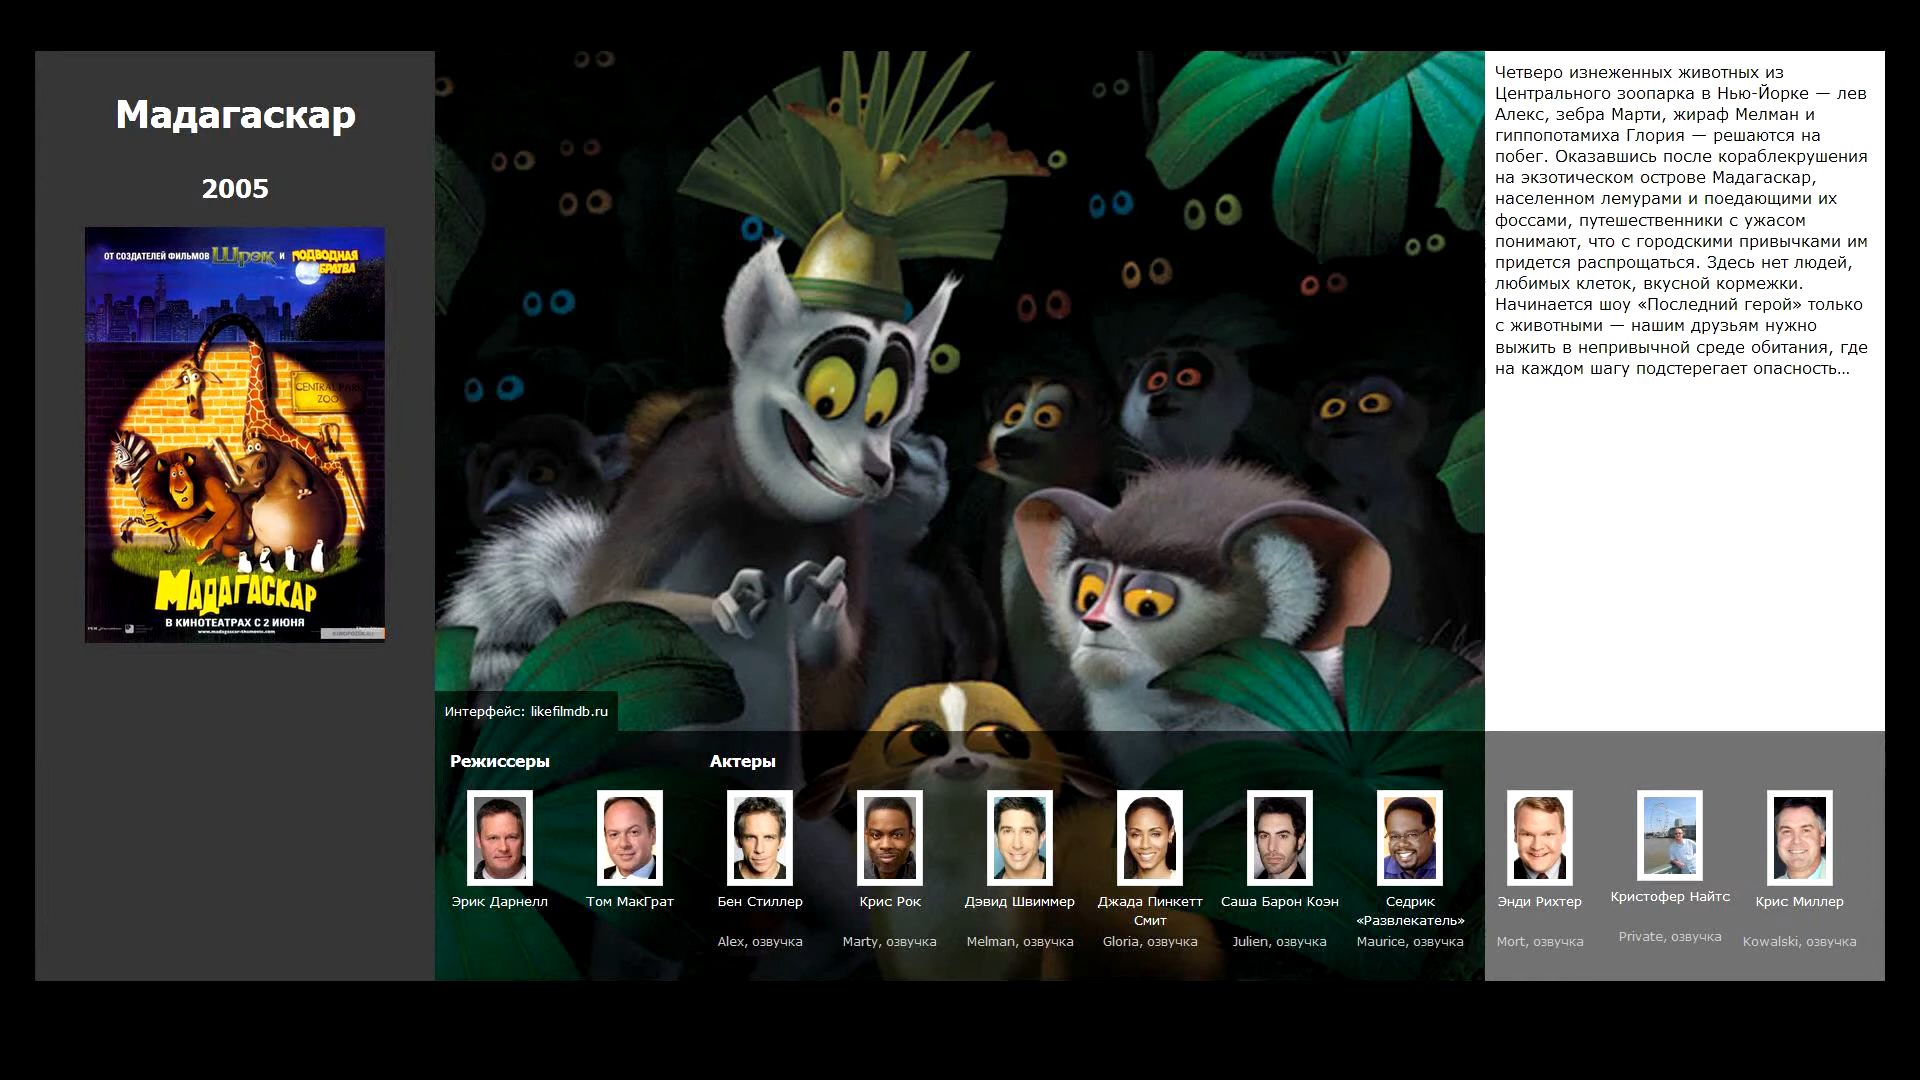 Мадагаскар
2005
ОТ СОЗДАТЕЛЕЙ ФИЛЬМОВ Шрэк И ПОДВОДНАЯ БРАТВА
CENTRAL PARK
ZOO
МАДАГАСКАР
В КИНОТЕАТРАХ С 2 ИЮНЯ
Четверо изнеженных животных из
Центрального зоопарка в Нью-Йорке — лев
Алекс, зебра Марти, жираф Мелман и
гиппопотамиха Глория — решаются на
побег. Оказавшись после кораблекрушения
на экзотическом острове Мадагаскар,
населенном лемурами и поедающими их
фоссами, путешественники с ужасом
понимают, что с городскими привычками им
придется распрощаться. Здесь нет людей,
любимых клеток, вкусной кормежки.
Начинается шоу «Последний герой» только
с животными — нашим друзьям нужно
выжить в непривычной среде обитания, где
на каждом шагу подстерегает опасность...
Интерфейс: likefilmdb.ru
Режиссеры
Актеры
Эрик Дарнелл
Том МакГрат
Бен Стиллер
Alex, озвучка
Крис Рок
Marty, озвучка
Дэвид Швиммер
Melman, озвучка
Джада Пинкетт
Смит
Gloria, озвучка
Саша Барон Коэн
Julien, озвучка
Седрик
«Развлекатель»
Maurice, озвучка
Энди Рихтер
Mort, озвучка
Кристофер Найтс
Private, озвучка
Крис Миллер
Kowalski, озвучка